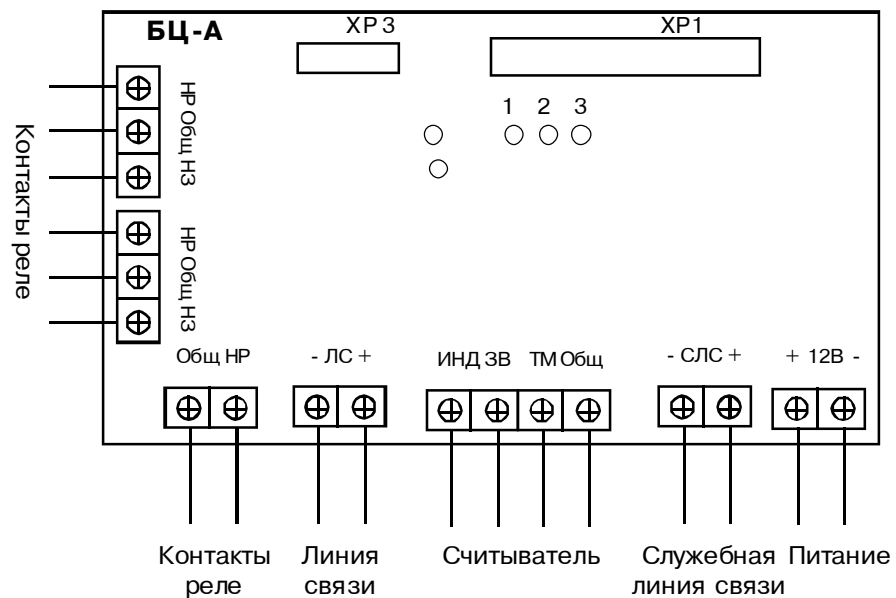 БЦ-А
ХР3
ХР1
1 2 3
НР Общ НЗ
НР Общ НЗ
Контакты реле
Общ НР
- ЛС +
ИНД ЗВ ТМ Общ
- СЛС +
+ 12В -
Контакты
реле
Линия
связи
Считыватель
Служебная
линия связи
Питание